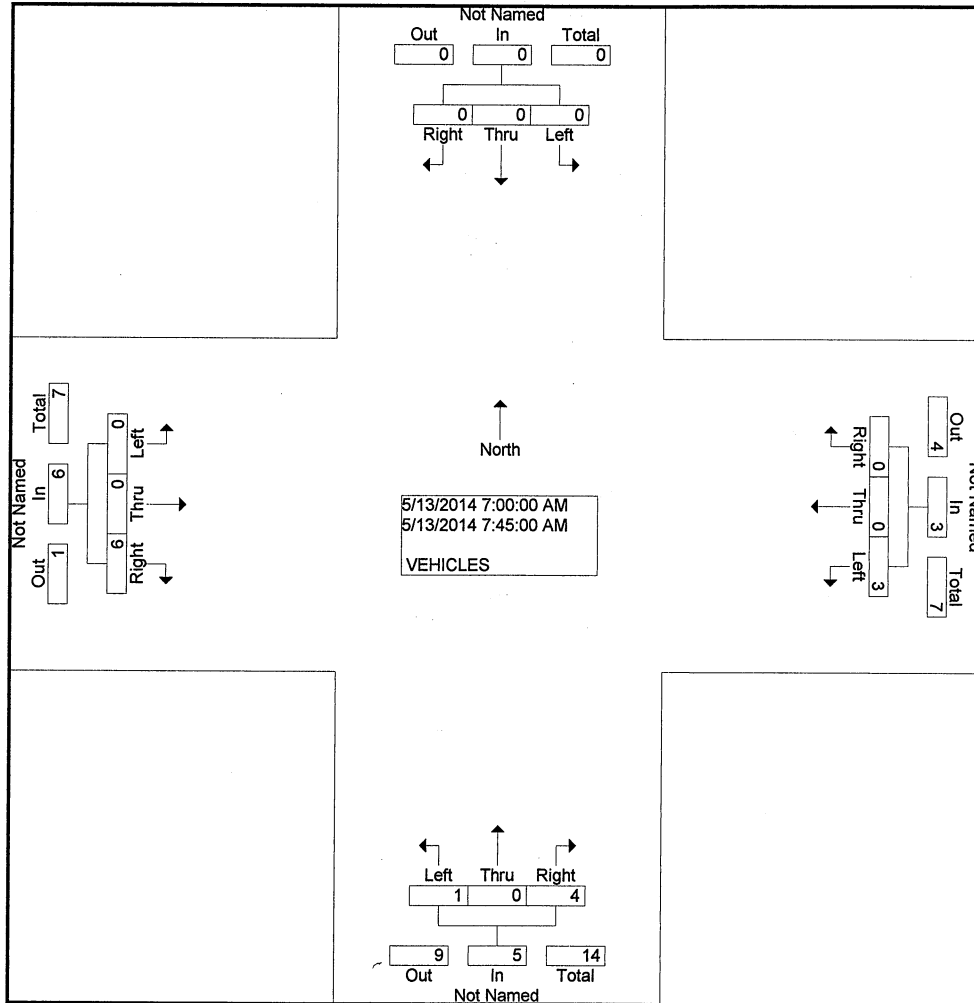 Not Named
Out In Total
0 0 0
0 0 0
Right Thru Left
Total 7
Not Named
In 6
Out 1
0 Left
0 Thru
6 Right
North
5/13/2014 7:00:00 AM
5/13/2014 7:45:00 AM
VEHICLES
Right 0
Thru 0
Left 3
Out 4
In 3
Total 7
Not Named
Left Thru Right
1 0 4
9 5 14
Out In Total
Not Named